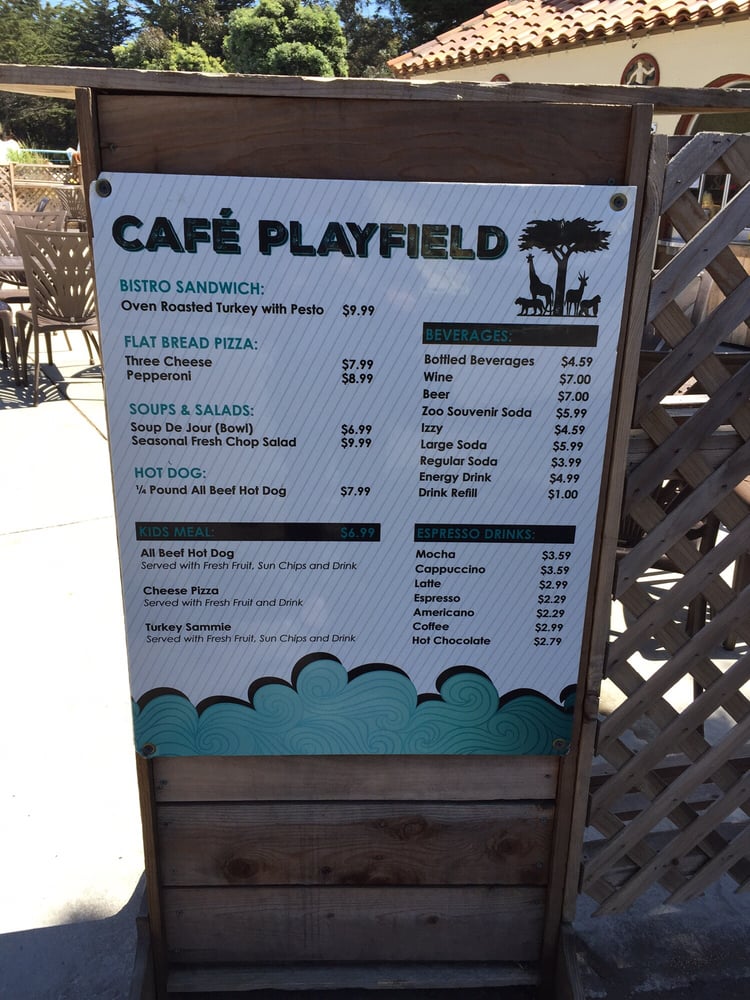 CAFÉ PLAYFIELD
BISTRO SANDWICH:
Oven Roasted Turkey with Pesto $9.99
FLAT BREAD PIZZA:
Three Cheese $7.99
Pepperoni $8.99
SOUPS & SALADS:
Soup De Jour (Bowl) $6.99
Seasonal Fresh Chop Salad $9.99
HOT DOG:
¼ Pound All Beef Hot Dog $7.99
KIDS MEAL: $6.99
All Beef Hot Dog
Served with Fresh Fruit, Sun Chips and Drink
Cheese Pizza
Served with Fresh Fruit and Drink
Turkey Sammie
Served with Fresh Fruit, Sun Chips and Drink
BEVERAGES:
Bottled Beverages $4.59
Wine $7.00
Beer $7.00
Zoo Souvenir Soda $5.99
Izzy $4.59
Large Soda $5.99
Regular Soda $3.99
Energy Drink $4.99
Drink Refill $1.00
ESPRESSO DRINKS:
Mocha $3.59
Cappuccino $3.59
Latte $2.99
Espresso $2.29
Americano $2.29
Coffee $2.99
Hot Chocolate $2.79